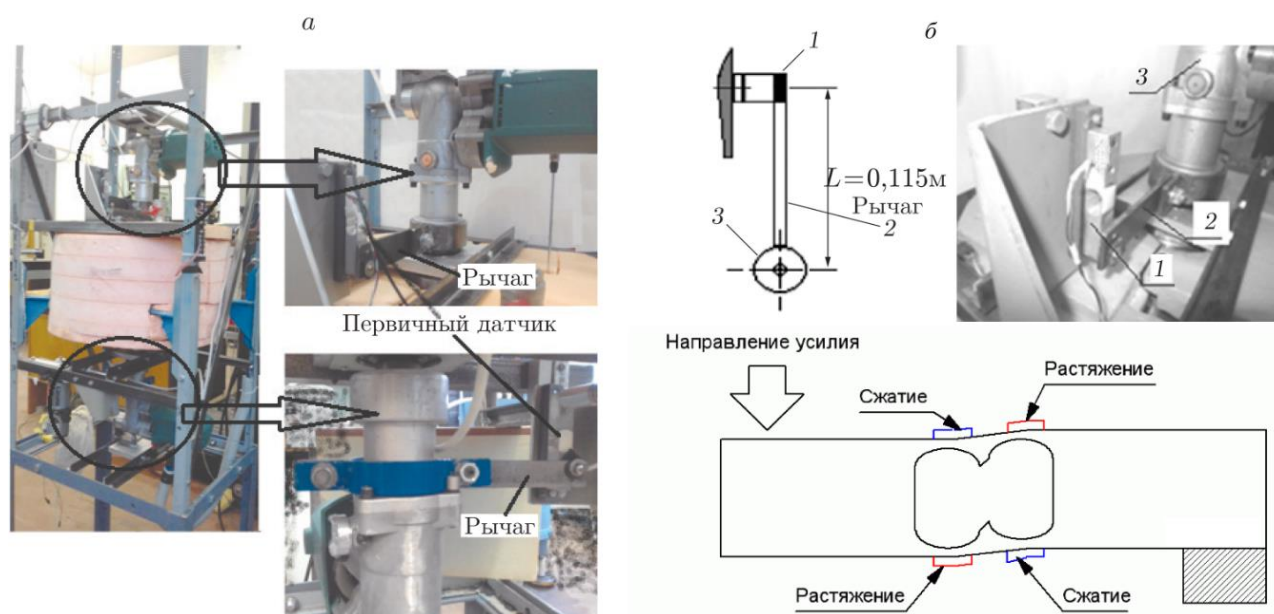 а
Рычаг
Первичный датчик
Рычаг
б
1
L=0,115м
Рычаг
3
2
3
2
1
Направление усилия
Сжатие
Растяжение
Растяжение
Сжатие